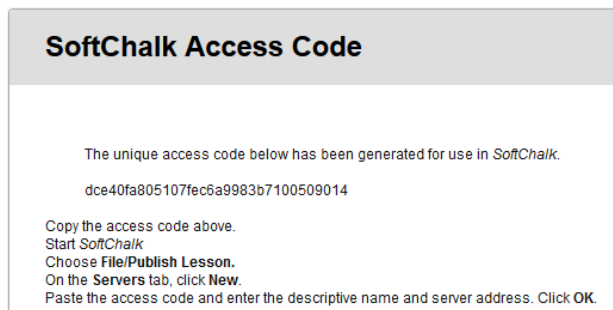 SoftChalk Access Code
The unique access code below has been generated for use in SoftChalk.
dce40fa805107fec6a9983b7100509014
Copy the access code above.
Start SoftChalk
Choose File/Publish Lesson.
On the Servers tab, click New.
Paste the access code and enter the descriptive name and server address. Click OK.